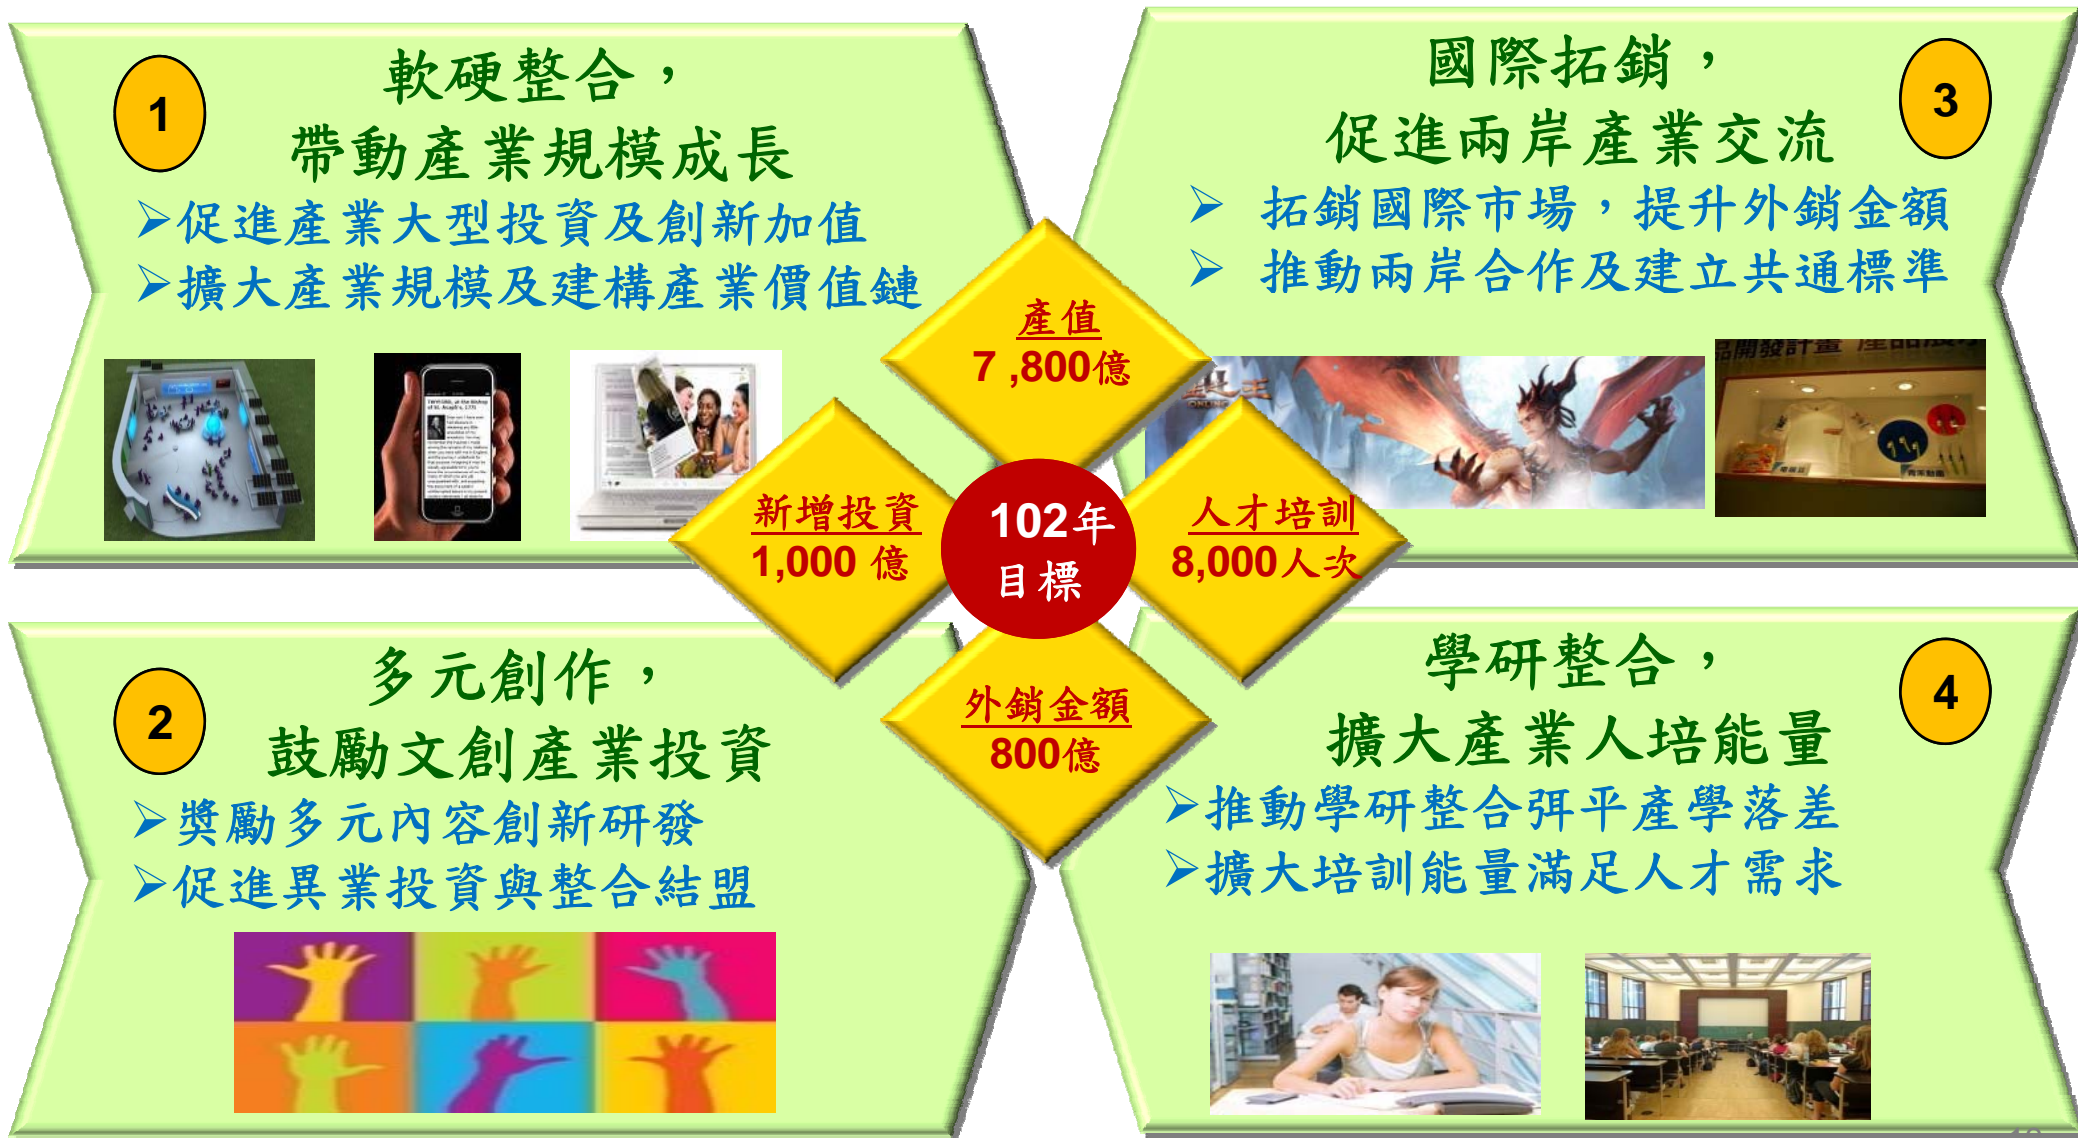 1
軟硬整合，
帶動產業規模成長
➢促進產業大型投資及創新加值
➢擴大產業規模及建構產業價值鏈
2
多元創作，
鼓勵文創產業投資
➢獎勵多元內容創新研發
➢促進異業投資與整合結盟
3
國際拓銷，
促進兩岸產業交流
➢ 拓銷國際市場，提升外銷金額
➢ 推動兩岸合作及建立共通標準
ONLINE
品開發計畫 產品展
4
學研整合，
擴大產業人培能量
➢推動學研整合弭平產學落差
➢擴大培訓能量滿足人才需求
產值
7 ,800億
新增投資
1,000 億
102年
目標
人才培訓
8,000人次
外銷金額
800億